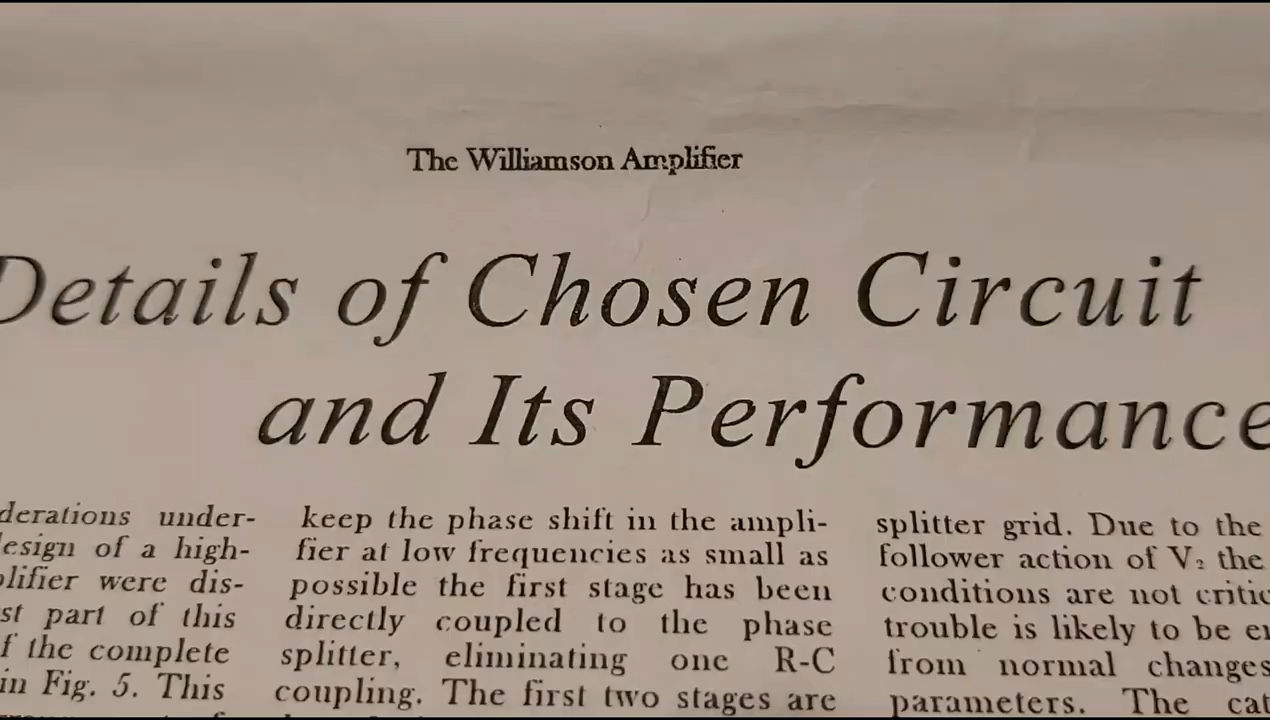 The Williamson Amplifier
Details of Chosen Circuit
and Its Performance
derations under-
esign of a high-
plifier were dis-
st part of this
f the complete
in Fig. 5. This
keep the phase shift in the ampli-
fier at low frequencies as small as
possible the first stage has been
directly coupled to the phase
splitter, eliminating one R-C
coupling. The first two stages are
splitter grid. Due to the
follower action of V₂ the
conditions are not critic
trouble is likely to be
from normal changes
parameters. The cat